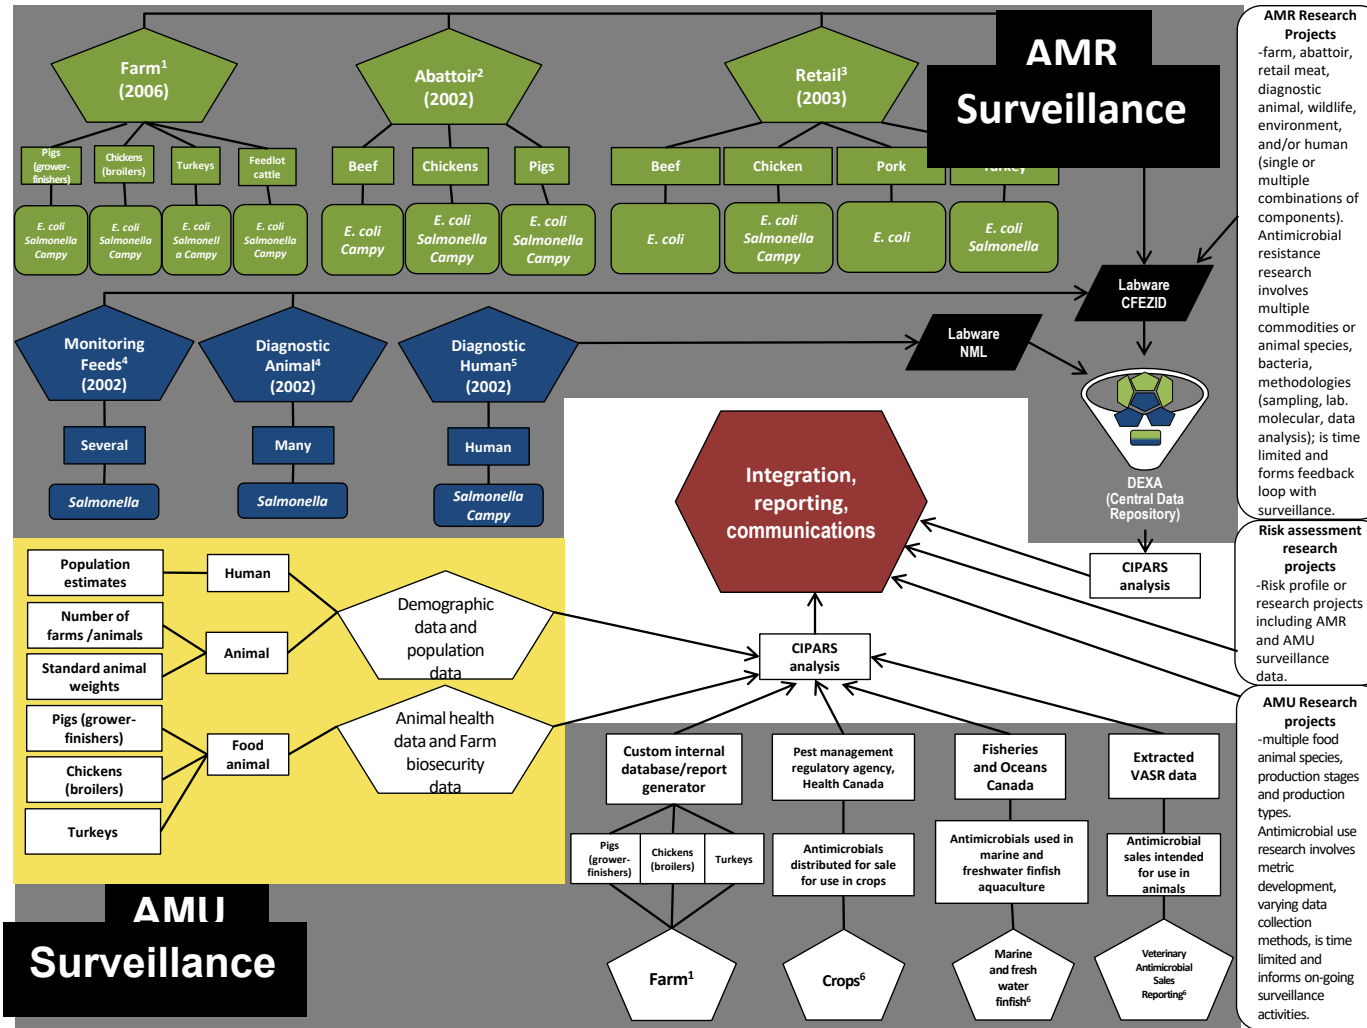 AMR
Surveillance
Farm1
(2006)
Abattoir2
(2002)
Retail3
(2003)
Pigs
(grower-
finishers)
Chickens
(broilers)
Turkeys
Feedlot
cattle
Beef
Chickens
Pigs
Beef
Chicken
Pork
Turkey
E. coli
Salmonella
Campy
E. coli
Salmonella
Campy
E. coli
Salmonell
a Campy
E. coli
Salmonella
Campy
E. coli
Campy
E. coli
Salmonella
Campy
E. coli
Salmonella
Campy
E. coli
E. coli
Salmonella
Campy
E. coli
E. coli
Salmonella
Labware
CFEZID
Monitoring
Feeds4
(2002)
Diagnostic
Animal4
(2002)
Diagnostic
Human5
(2002)
Labware
NML
Several
Many
Human
Salmonella
Salmonella
Salmonella
Campy
DEXA
(Central Data
Repository)
CIPARS
analysis
Integration,
reporting,
communications
AMR Research
Projects
-farm, abattoir,
retail meat,
diagnostic
animal, wildlife,
environment,
and/or human
(single or
multiple
combinations of
components).
Antimicrobial
resistance
research
involves
multiple
commodities or
animal species,
bacteria,
methodologies
(sampling, lab.
molecular, data
analysis); is time
limited and
forms feedback
loop with
surveillance.
Risk assessment
research
projects
-Risk profile or
research projects
including AMR
and AMU
surveillance
data.
AMU Research
projects
-multiple food
animal species,
production stages
and production
types.
Antimicrobial use
research involves
metric
development,
varying data
collection
methods, is time
limited and
informs on-going
surveillance
activities.
Population
estimates
Human
Number of
farms /animals
Animal
Standard animal
weights
Demographic
data and
population
data
Pigs (grower-
finishers)
Food
animal
Chickens
(broilers)
Turkeys
Animal health
data and Farm
biosecurity
data
CIPARS
analysis
Custom internal
database/report
generator
Pest management
regulatory agency,
Health Canada
Fisheries
and Oceans
Canada
Extracted
VASR data
Pigs
(grower-
finishers)
Chickens
(broilers)
Turkeys
Antimicrobials
distributed for sale
for use in crops
Antimicrobials used in
marine and
freshwater finfish
aquaculture
Antimicrobial
sales intended
for use in
animals
Farm1
Crops6
Marine
and fresh
water
finfish6
Veterinary
Antimicrobial
Sales
Reporting6
AMU
Surveillance